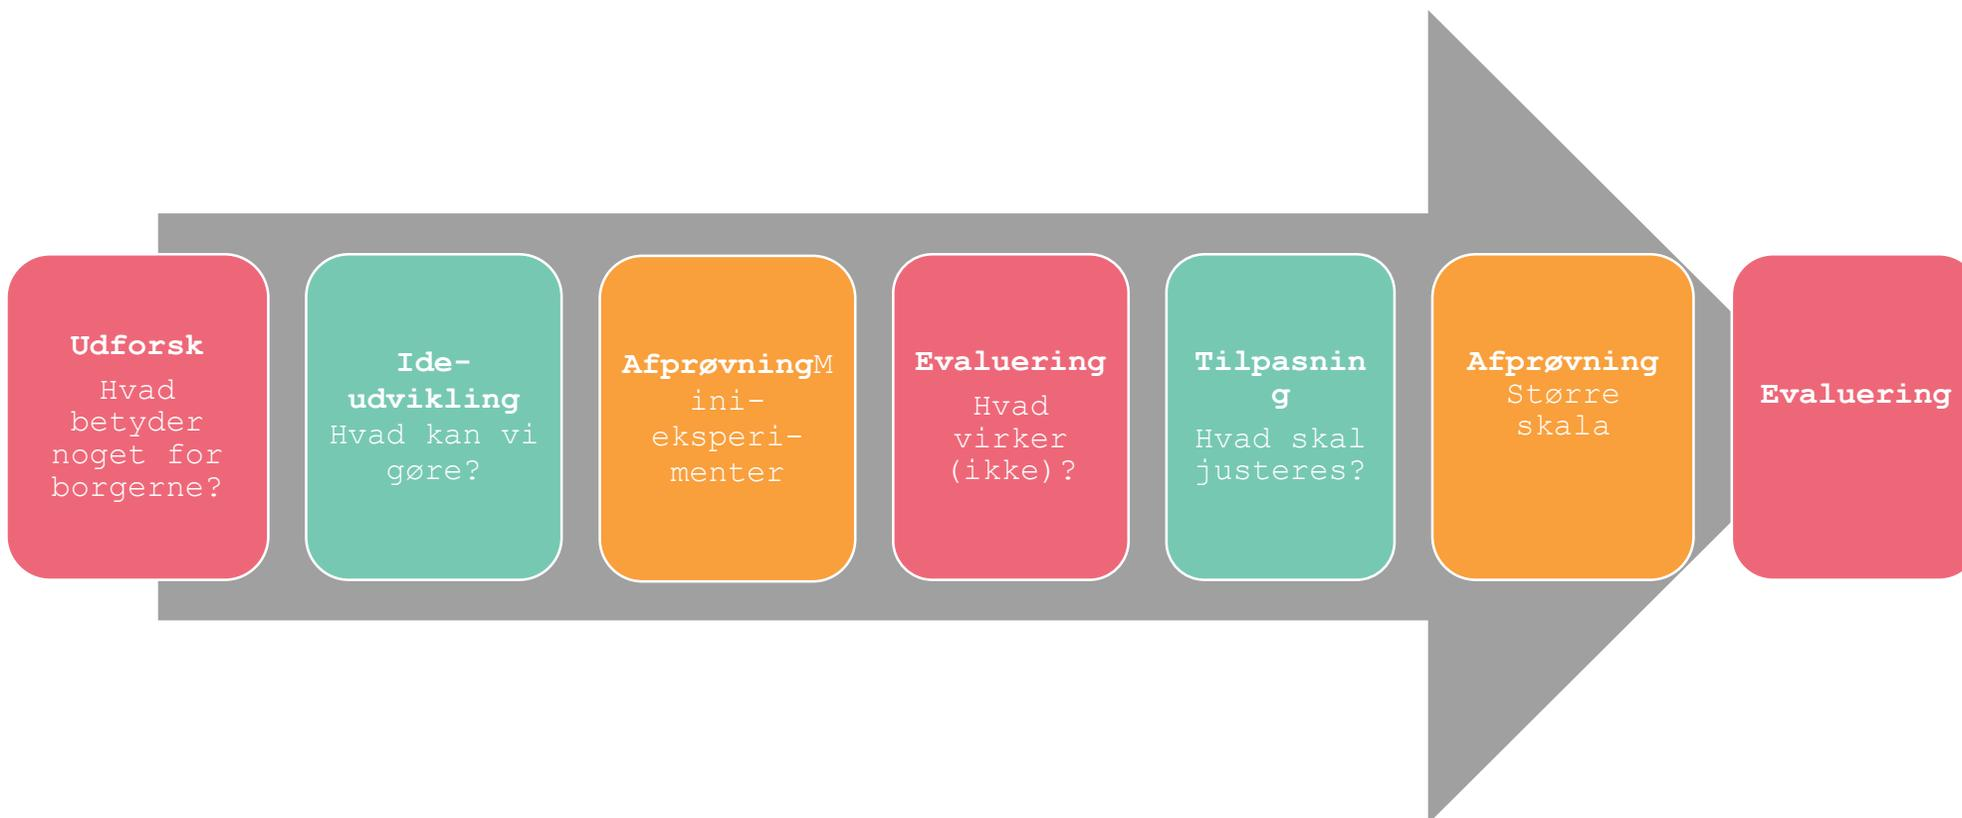 Udforsk
Hvad
betyder
noget for
borgerne?
Ide-
udvikling
Hvad kan vi
gøre?
AfprøvningM
ini-
eksperi-
menter
Evaluering
Hvad
virker
(ikke)?
Tilpasnin
g
Hvad skal
justeres?
Afprøvning
Større
skala
Evaluering